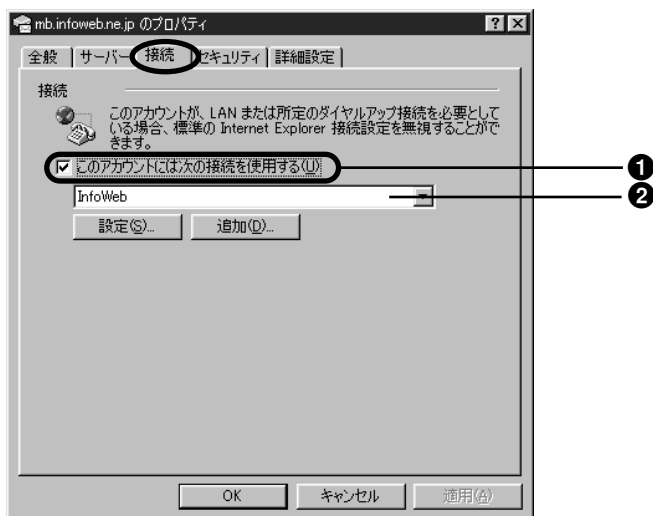 mb.infoweb.ne.jp のプロパティ
全般 サーバー 接続 セキュリティ 詳細設定
接続
このアカウントが、LAN または所定のダイヤルアップ接続を必要として
いる場合、標準の Internet Explorer 接続設定を無視することがで
きます。
このアカウントには次の接続を使用する(U) ❶
InfoWeb ❷
設定(S)... 追加(D)...
OK キャンセル 適用(A)